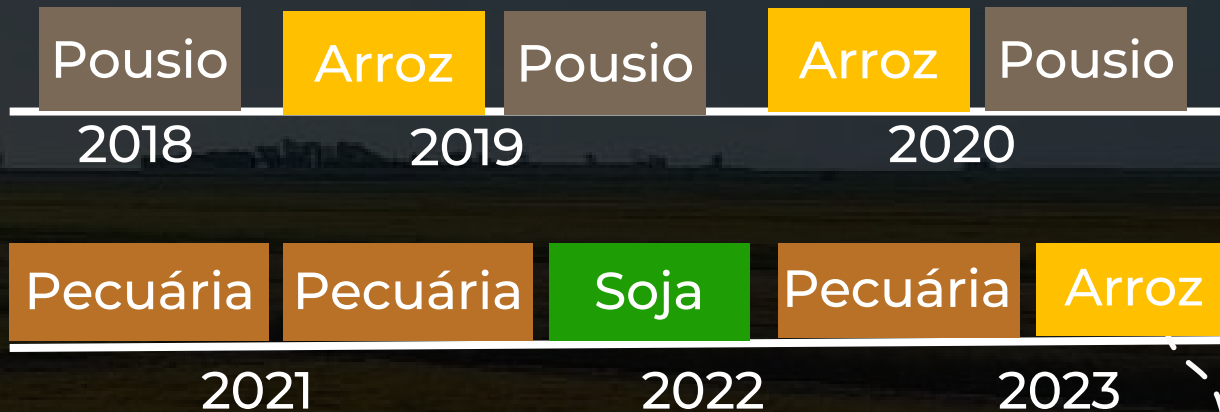 Pousio Arroz Pousio Arroz Pousio
2018 2019 2020
Pecuária Pecuária Soja Pecuária Arroz
2021 2022 2023